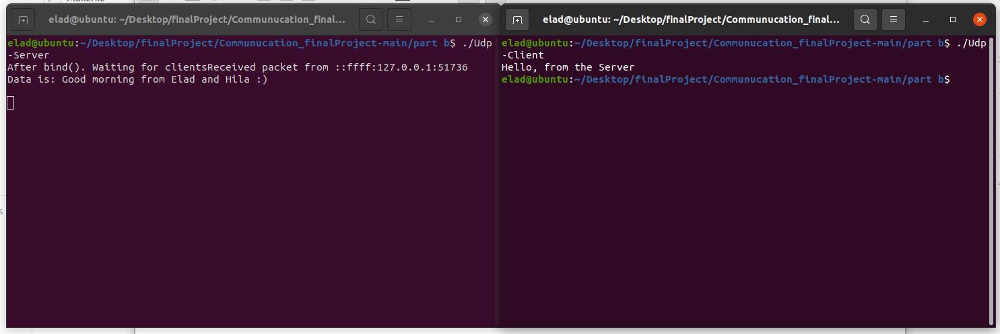 elad@ubuntu: ~/Desktop/finalProject/Communucation_final...
elad@ubuntu:~/Desktop/finalProject/Communucation_finalProject-main/part b$ ./Udp
-Server
After bind(). Waiting for clientsReceived packet from ::ffff:127.0.0.1:51736
Data is: Good morning from Elad and Hila :)
elad@ubuntu: ~/Desktop/finalProject/Communucation_final...
elad@ubuntu:~/Desktop/finalProject/Communucation_finalProject-main/part b$ ./Udp
-Client
Hello, from the Server
elad@ubuntu:~/Desktop/finalProject/Communucation_finalProject-main/part b$